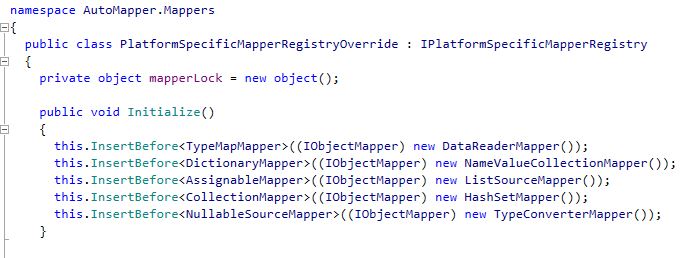 namespace AutoMapper.Mappers
{
public class PlatformSpecificMapperRegistryOverride : IPlatformSpecificMapperRegistry
{
private object mapperLock = new object();
public void Initialize()
{
this.InsertBefore<TypeMapMapper>((IObjectMapper) new DataReaderMapper());
this.InsertBefore<DictionaryMapper>((IObjectMapper) new NameValueCollectionMapper());
this.InsertBefore<AssignableMapper>((IObjectMapper) new ListSourceMapper());
this.InsertBefore<CollectionMapper>((IObjectMapper) new HashSetMapper());
this.InsertBefore<NullableSourceMapper>((IObjectMapper) new TypeConverterMapper());
}